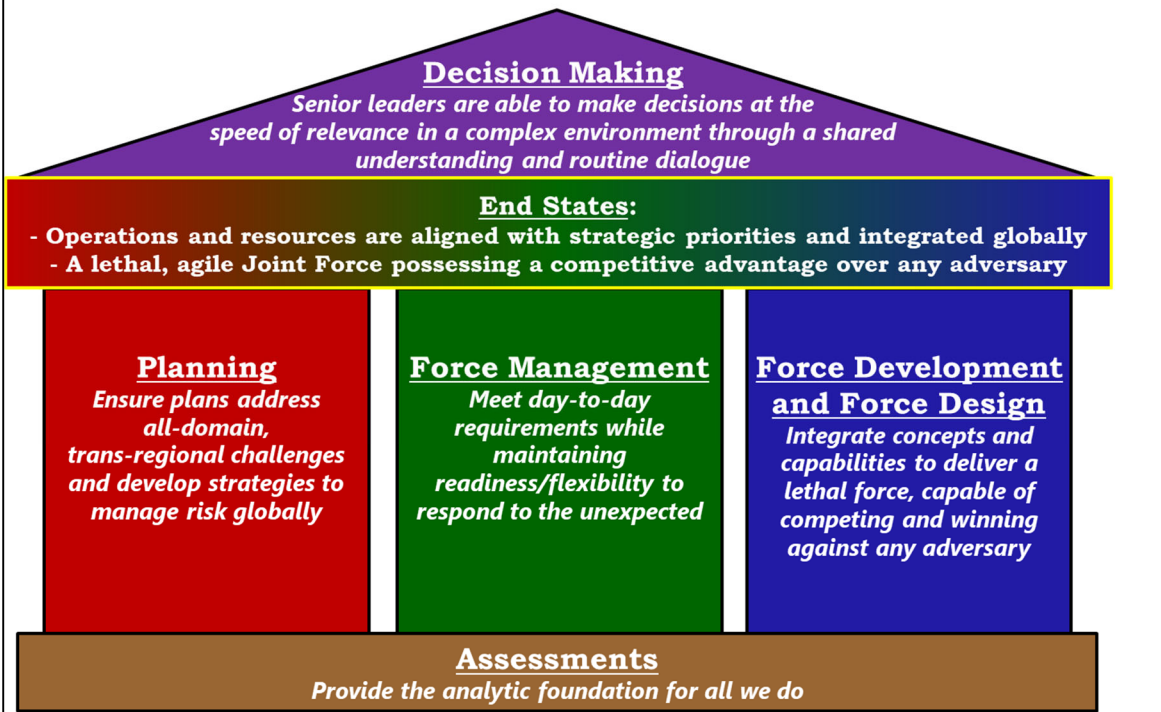 Decision Making
Senior leaders are able to make decisions at the
speed of relevance in a complex environment through a shared
understanding and routine dialogue
End States:
- Operations and resources are aligned with strategic priorities and integrated globally
- A lethal, agile Joint Force possessing a competitive advantage over any adversary
Planning
Ensure plans address
all-domain,
trans-regional challenges
and develop strategies to
manage risk globally
Force Management
Meet day-to-day
requirements while
maintaining
readiness/flexibility to
respond to the unexpected
Force Development
and Force Design
Integrate concepts and
capabilities to deliver a
lethal force, capable of
competing and winning
against any adversary
Assessments
Provide the analytic foundation for all we do